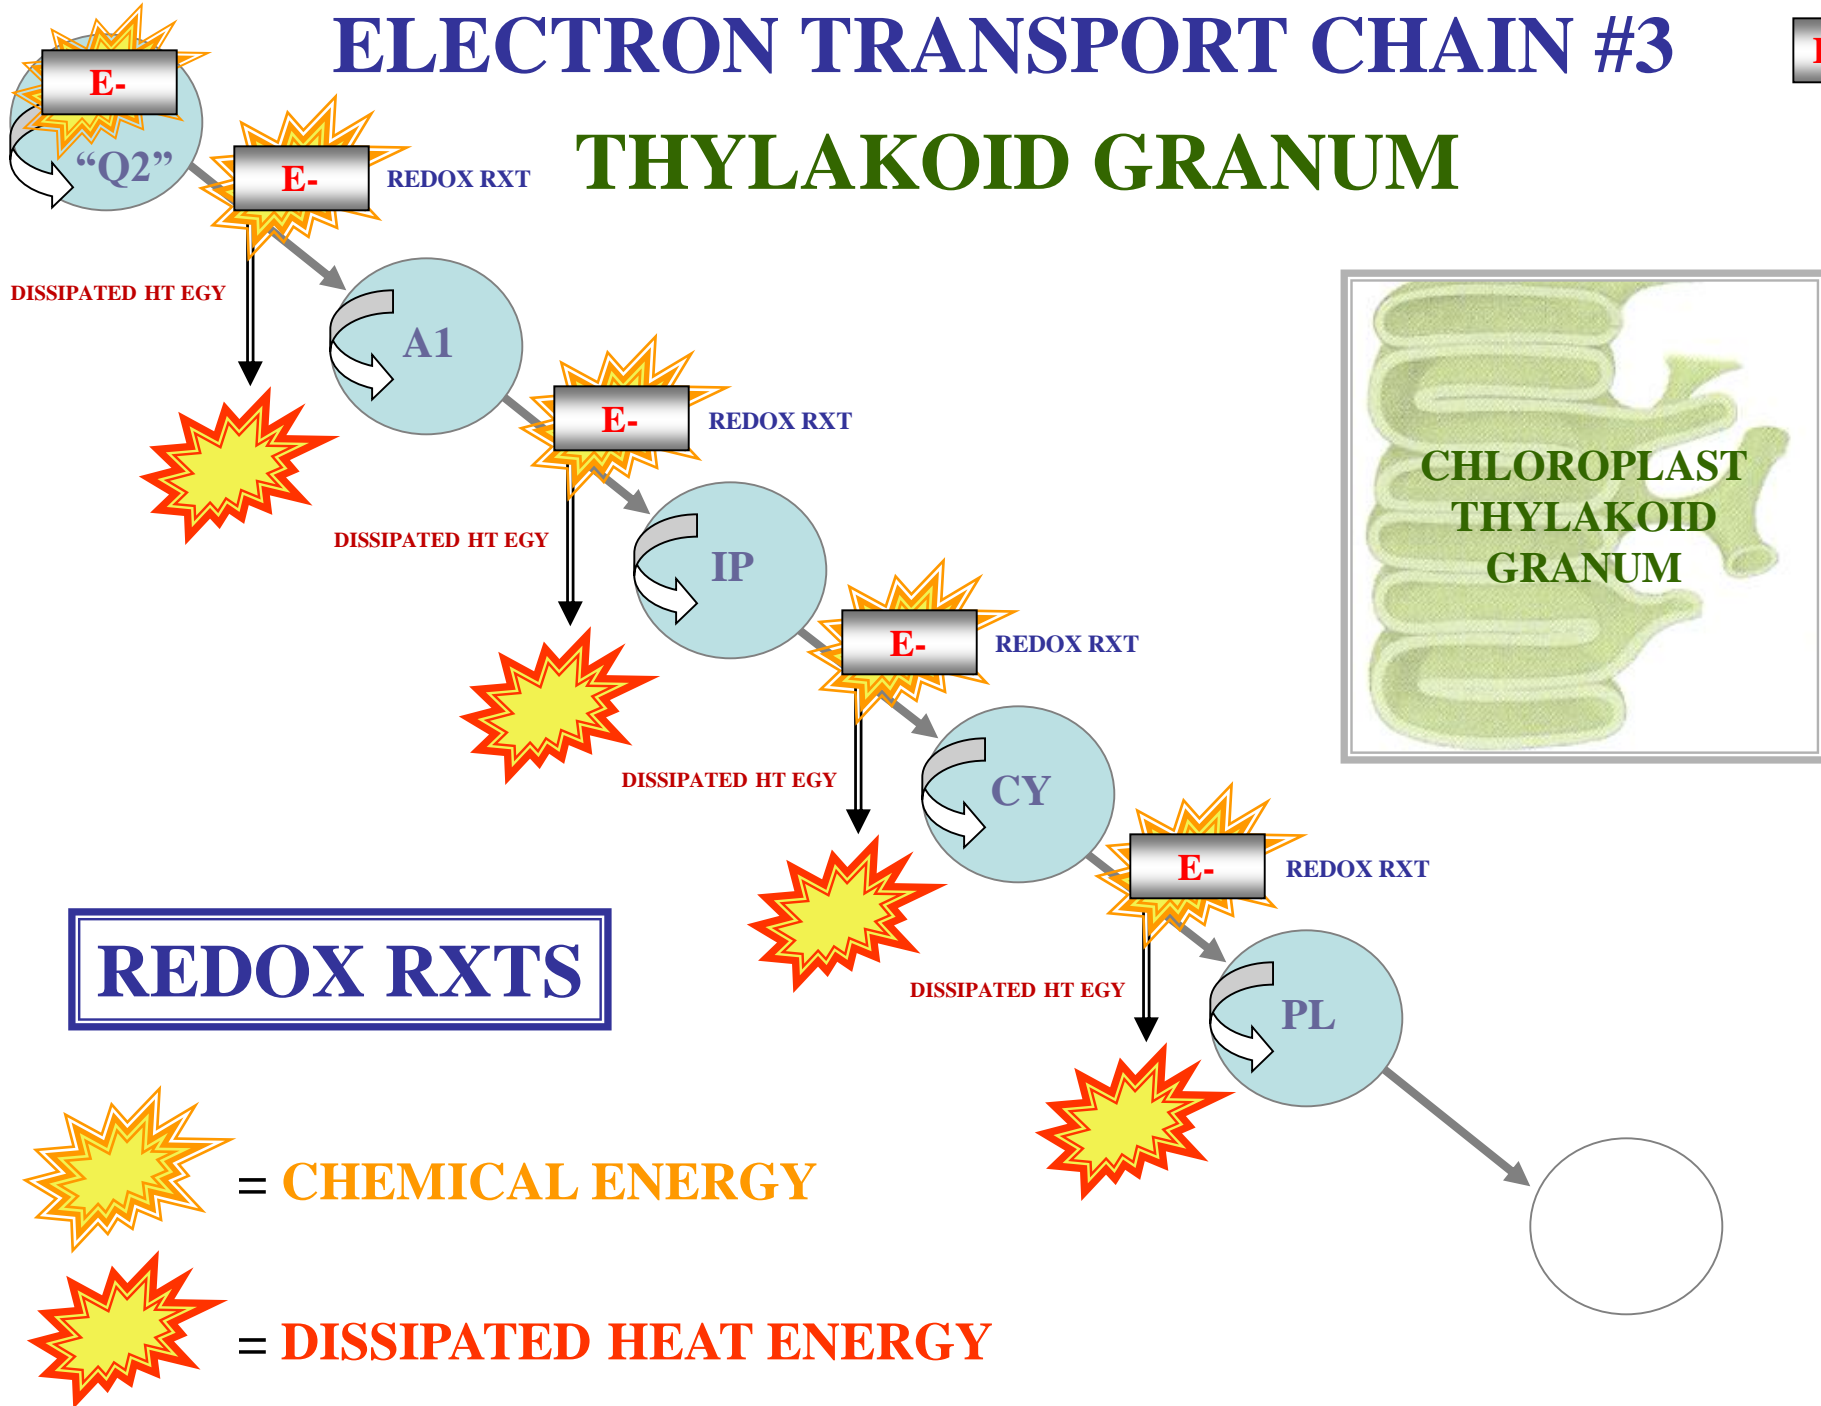 ELECTRON TRANSPORT CHAIN #3
THYLAKOID GRANUM
E-
“Q2”
E-
REDOX RXT
DISSIPATED HT EGY
A1
E-
REDOX RXT
DISSIPATED HT EGY
IP
E-
REDOX RXT
DISSIPATED HT EGY
CY
E-
REDOX RXT
DISSIPATED HT EGY
PL
CHLOROPLAST
THYLAKOID
GRANUM
REDOX RXTS
= CHEMICAL ENERGY
= DISSIPATED HEAT ENERGY